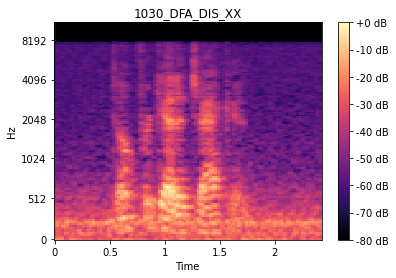 1030_DFA_DIS_XX
+0 dB
8192
-10 dB
4096
-20 dB
-30 dB
2048
Hz
-40 dB
1024
-50 dB
512
-60 dB
-70 dB
0
-80 dB
0
0.5
1
1.5
2
Time